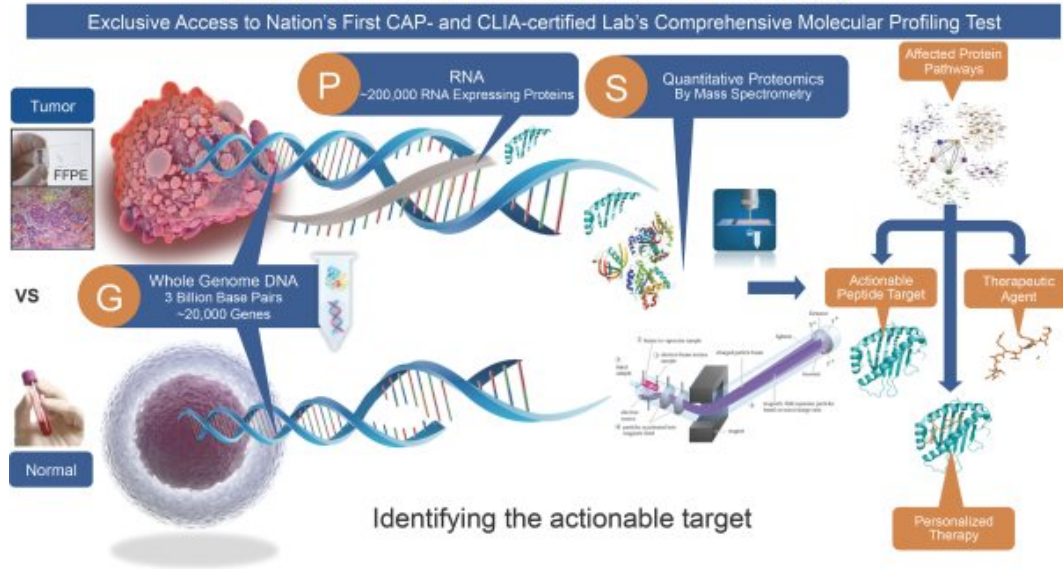 Exclusive Access to Nation's First CAP- and CLIA-certified Lab's Comprehensive Molecular Profiling Test
Tumor
FFPE
P
RNA
~200,000 RNA Expressing Proteins
S
Quantitative Proteomics
By Mass Spectrometry
Affected Protein
Pathways
VS
G
Whole Genome DNA
3 Billion Base Pairs
~20,000 Genes
Actionable
Peptide Target
Therapeutic
Agent
Normal
magnet
Identifying the actionable target
Personalized
Therapy